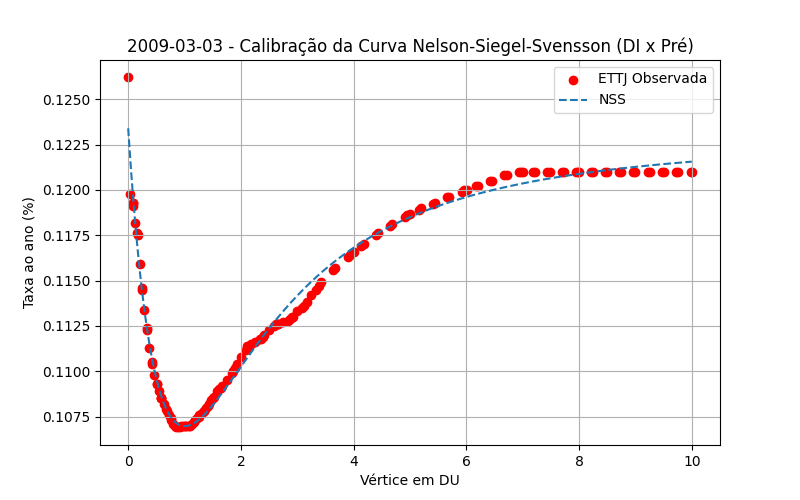 2009-03-03 - Calibração da Curva Nelson-Siegel-Svensson (DI x Pré)
ETTJ Observada
NSS
Taxa ao ano (%)
0.1250
0.1225
0.1200
0.1175
0.1150
0.1125
0.1100
0.1075
0 2 4 6 8 10
Vértice em DU